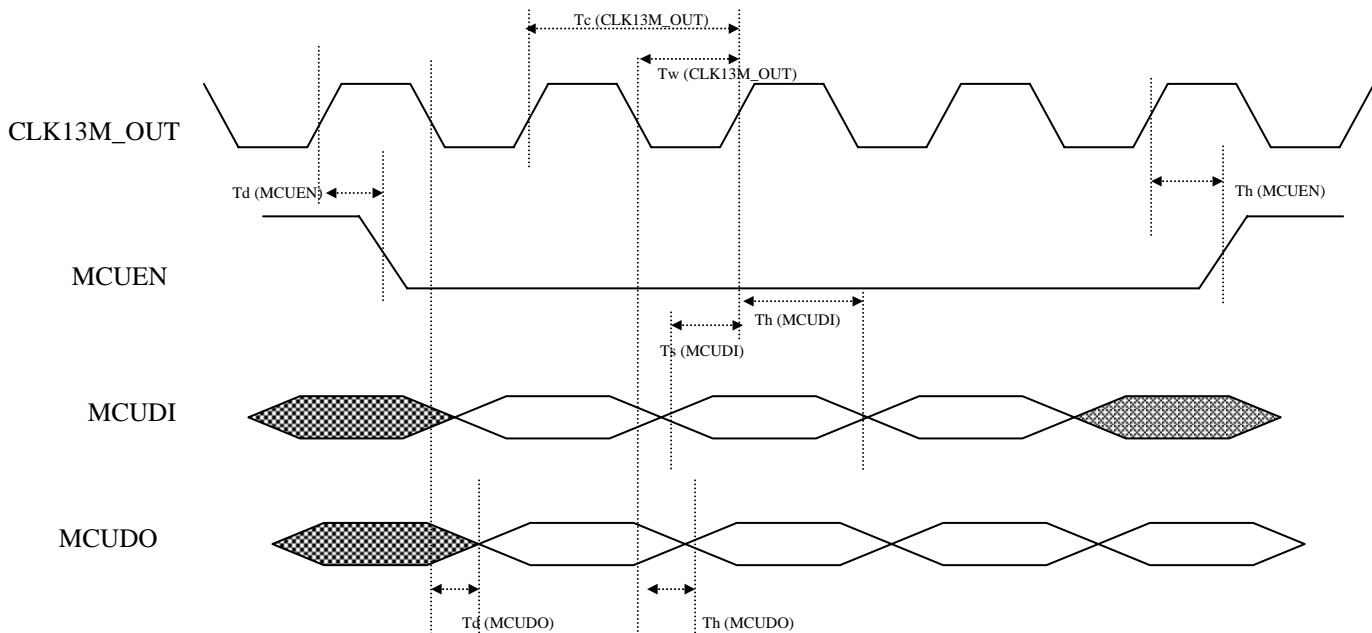 Tc (CLK13M_OUT)
Tw (CLK13M_OUT)
CLK13M_OUT
Td (MCUEN)
Th (MCUEN)
MCUEN
Th (MCUDI)
Ts (MCUDI)
MCUDI
MCUDO
Td (MCUDO)
Th (MCUDO)